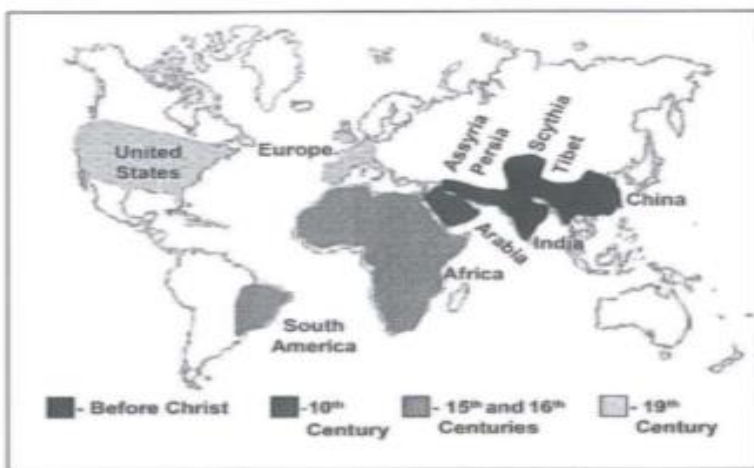 United
States
Europe
Assyria
Persia
Scythia
Tibet
China
Arabia
India
Africa
South
America
- Before Christ
-10th
Century
- 15th and 16th
Centuries
- 19th
Century